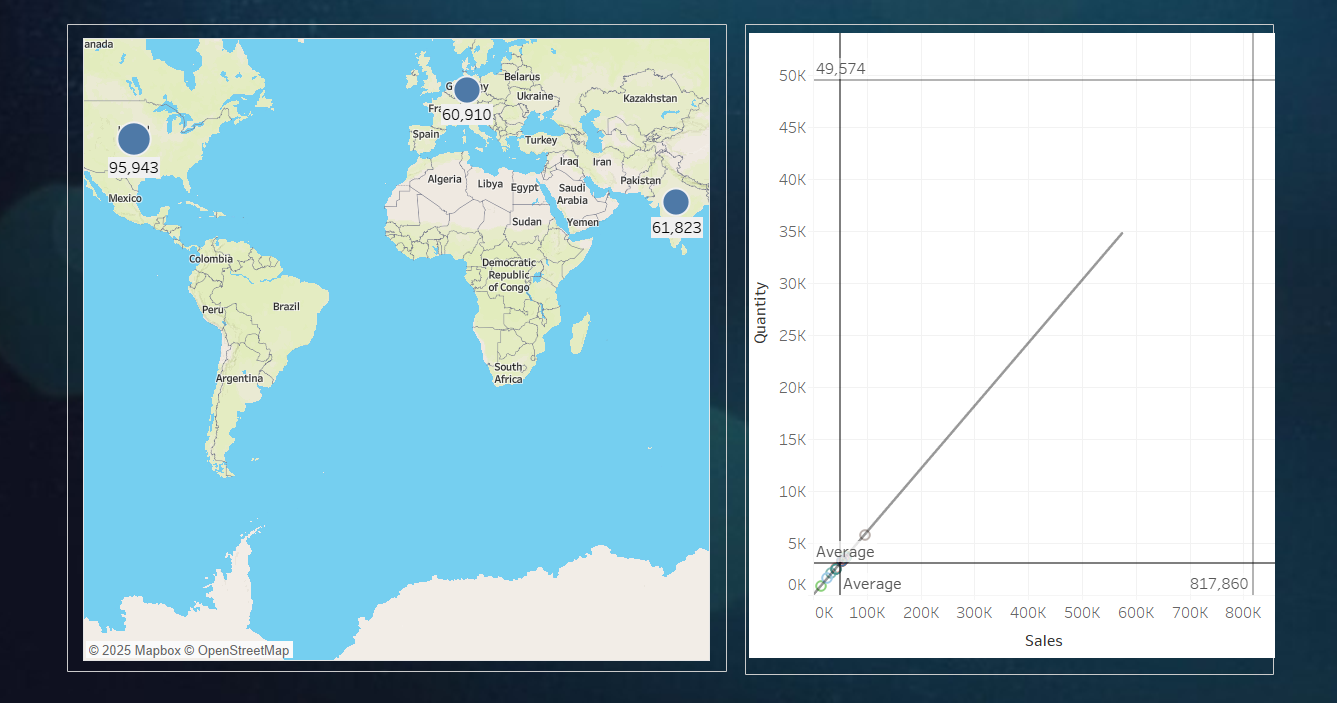 anada
Belarus
Ukraine
Kazakhstan
60,910
Spain
Turkey
95,943
Iraq
Iran
Algeria
Libya
Egypt
Saudi
Arabia
Pakistan
Mexico
Sudan
Yemen
61,823
Colombia
Democratic
Republic
of Congo
Peru
Brazil
Argentina
South
Africa
© 2025 Mapbox © OpenStreetMap
49,574
50K
45K
40K
35K
30K
25K
20K
15K
10K
5K
0K
Quantity
Average
Average
817,860
0K 100K 200K 300K 400K 500K 600K 700K 800K
Sales